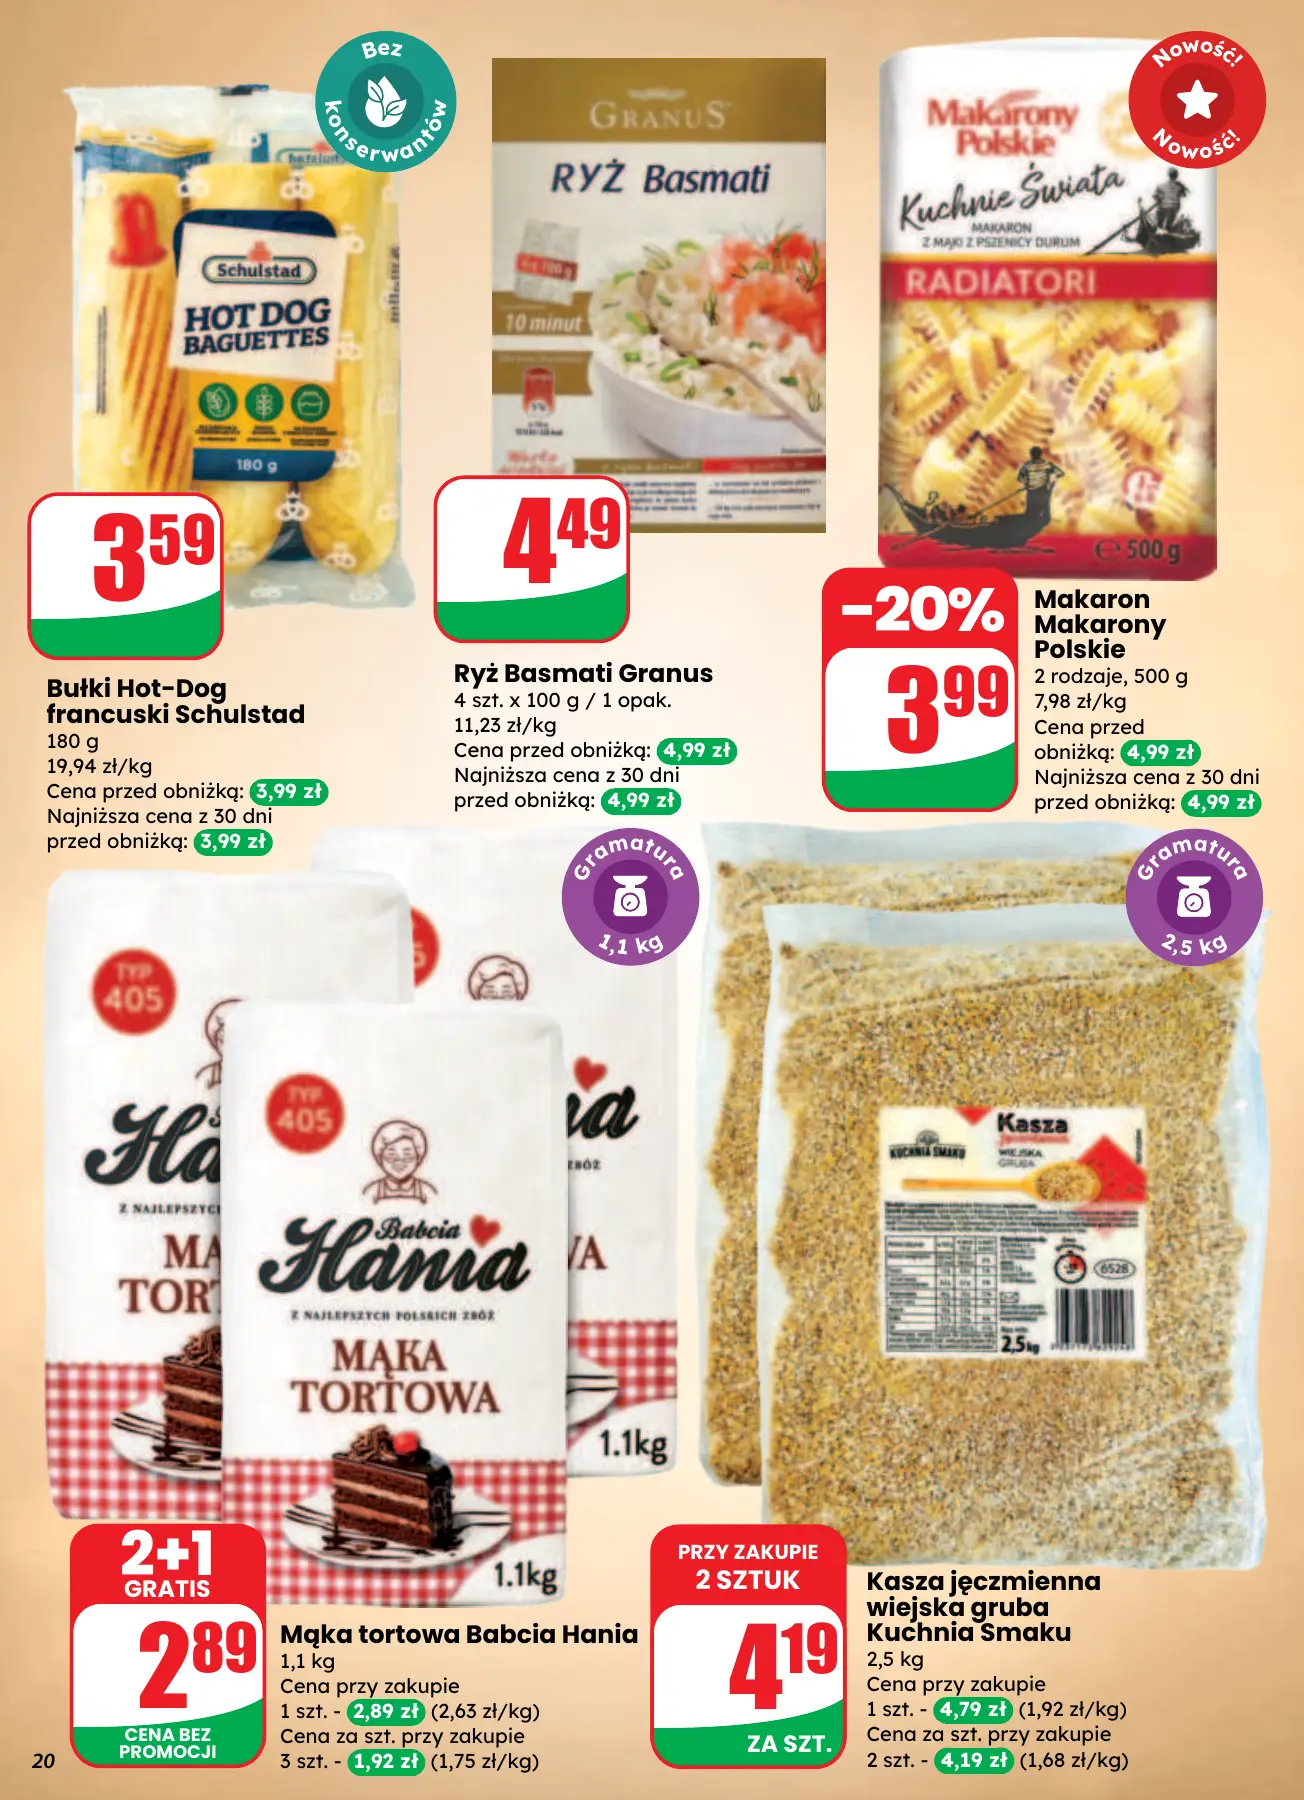 Bez
konserwantów
Schulstad
HOT DOG
BAGUETTES
180 g
3 59
Bułki Hot-Dog
francuski Schulstad
180 g
19,94 zł/kg
Cena przed obniżką: 3,99 zł
Najniższa cena z 30 dni
przed obniżką: 3,99 zł
GRANUS
RYŻ Basmati
4 x 100 g
10 minut
4 49
Ryż Basmati Granus
4 szt. x 100 g / 1 opak.
11,23 zł/kg
Cena przed obniżką: 4,99 zł
Najniższa cena z 30 dni
przed obniżką: 4,99 zł
Nowość!
Nowość!
Makarony
Polskie
Kuchnie Świata
MAKARON
Z MĄKI Z PSZENICY DURUM
RADIATORI
℮ 500 g
-20%
3 99
Makaron
Makarony
Polskie
2 rodzaje, 500 g
7,98 zł/kg
Cena przed
obniżką: 4,99 zł
Najniższa cena z 30 dni
przed obniżką: 4,99 zł
Gramatura
1,1 kg
TYP
405
TYP
405
Babcia
Hania
Z NAJLEPSZYCH POLSKICH ZBÓŻ
MĄKA
TORTOWA
1.1kg
1.1kg
2+1
GRATIS
2 89
CENA BEZ
PROMOCJI
Mąka tortowa Babcia Hania
1,1 kg
Cena przy zakupie
1 szt. - 2,89 zł (2,63 zł/kg)
Cena za szt. przy zakupie
3 szt. - 1,92 zł (1,75 zł/kg)
Gramatura
2,5 kg
KUCHNIA SMAKU
Kasza
WIEJSKA
GRUBA
6528
2,5kg
PRZY ZAKUPIE
2 SZTUK
4 19
ZA SZT.
Kasza jęczmienna
wiejska gruba
Kuchnia Smaku
2,5 kg
Cena przy zakupie
1 szt. - 4,79 zł (1,92 zł/kg)
Cena za szt. przy zakupie
2 szt. - 4,19 zł (1,68 zł/kg)
20